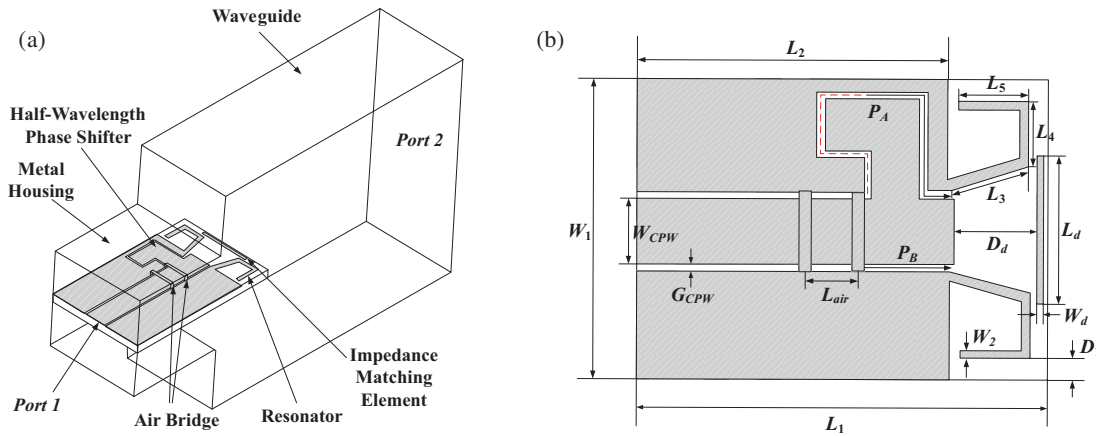 (a)
Waveguide
Half-Wavelength
Phase Shifter
Port 2
Metal
Housing
Port 1
Air Bridge
Resonator
Impedance
Matching
Element
(b)
L2
L5
PA
L4
L3
W1
WCPW
Dd
Ld
PB
GCPW
Lair
Wd
W2
L1